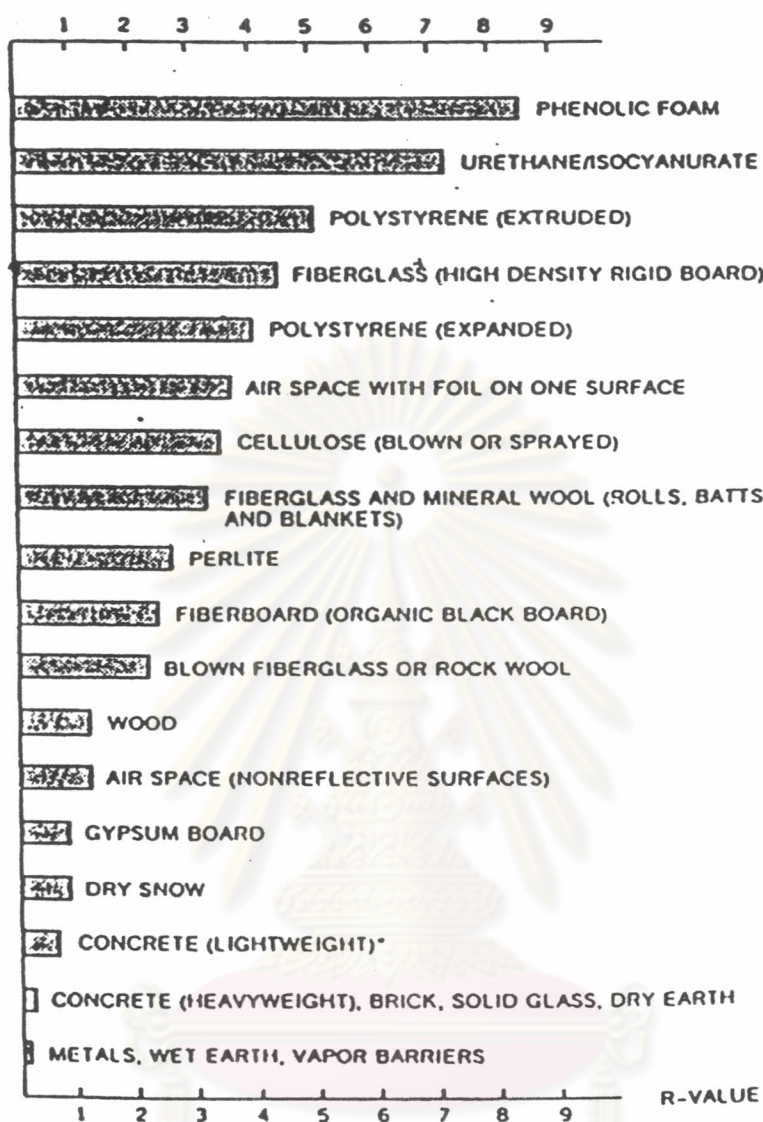 1 2 3 4 5 6 7 8 9
PHENOLIC FOAM
URETHANE/ISOCYANURATE
POLYSTYRENE (EXTRUDED)
FIBERGLASS (HIGH DENSITY RIGID BOARD)
POLYSTYRENE (EXPANDED)
AIR SPACE WITH FOIL ON ONE SURFACE
CELLULOSE (BLOWN OR SPRAYED)
FIBERGLASS AND MINERAL WOOL (ROLLS, BATTS
AND BLANKETS)
PERLITE
FIBERBOARD (ORGANIC BLACK BOARD)
BLOWN FIBERGLASS OR ROCK WOOL
WOOD
AIR SPACE (NONREFLECTIVE SURFACES)
GYPSUM BOARD
DRY SNOW
CONCRETE (LIGHTWEIGHT)*
CONCRETE (HEAVYWEIGHT), BRICK, SOLID GLASS, DRY EARTH
METALS, WET EARTH, VAPOR BARRIERS
R-VALUE
1 2 3 4 5 6 7 8 9